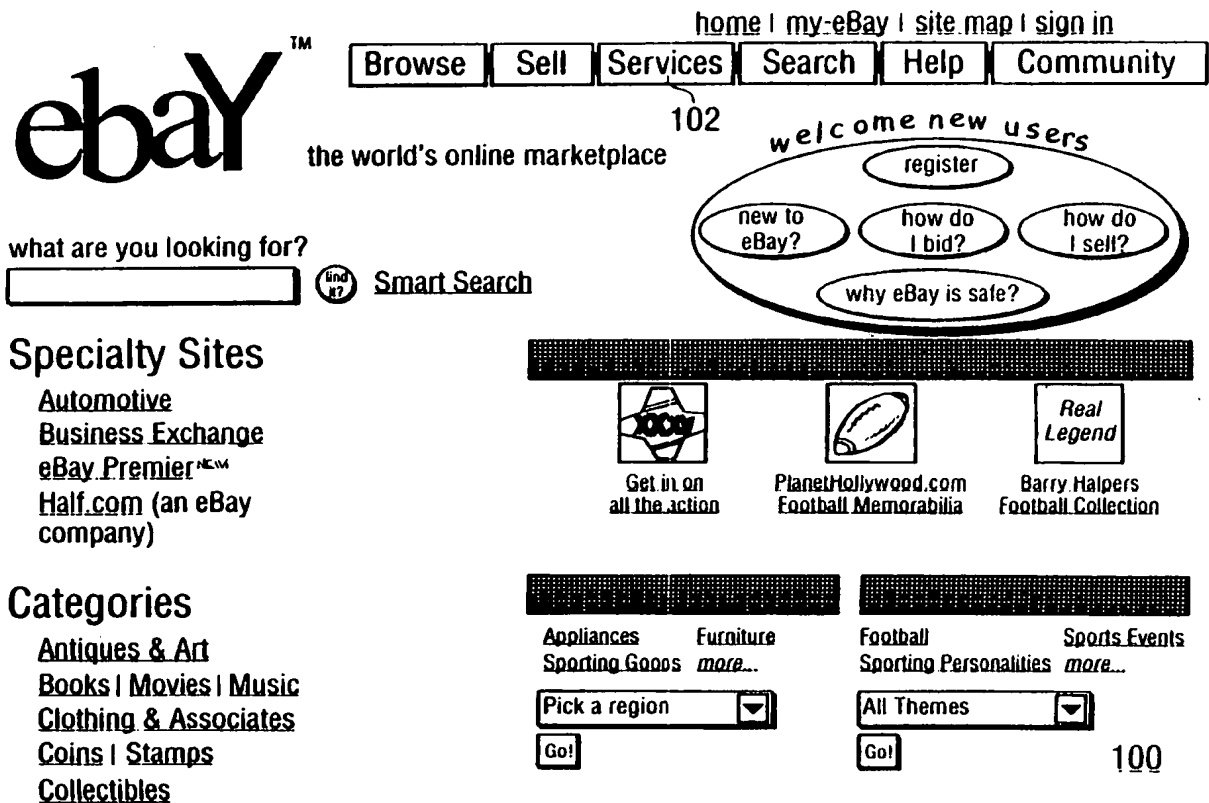 home | my-eBay | site map | sign in
ebaY™
Browse Sell Services Search Help Community
102
the world's online marketplace
welcome new users
register
new to eBay?
how do I bid?
how do I sell?
why eBay is safe?
what are you looking for?
find it?
Smart Search
Specialty Sites
Automotive
Business Exchange
eBay Premier NEW
Half.com (an eBay
company)
Real
Legend
Get in on
all the action
PlanetHollywood.com
Football Memorabilia
Barry Halpers
Football Collection
Categories
Antiques & Art
Books | Movies | Music
Clothing & Associates
Coins | Stamps
Collectibles
Appliances Furniture
Sporting Goods more...
Pick a region
Go!
Football Sports Events
Sporting Personalities more...
All Themes
Go!
100